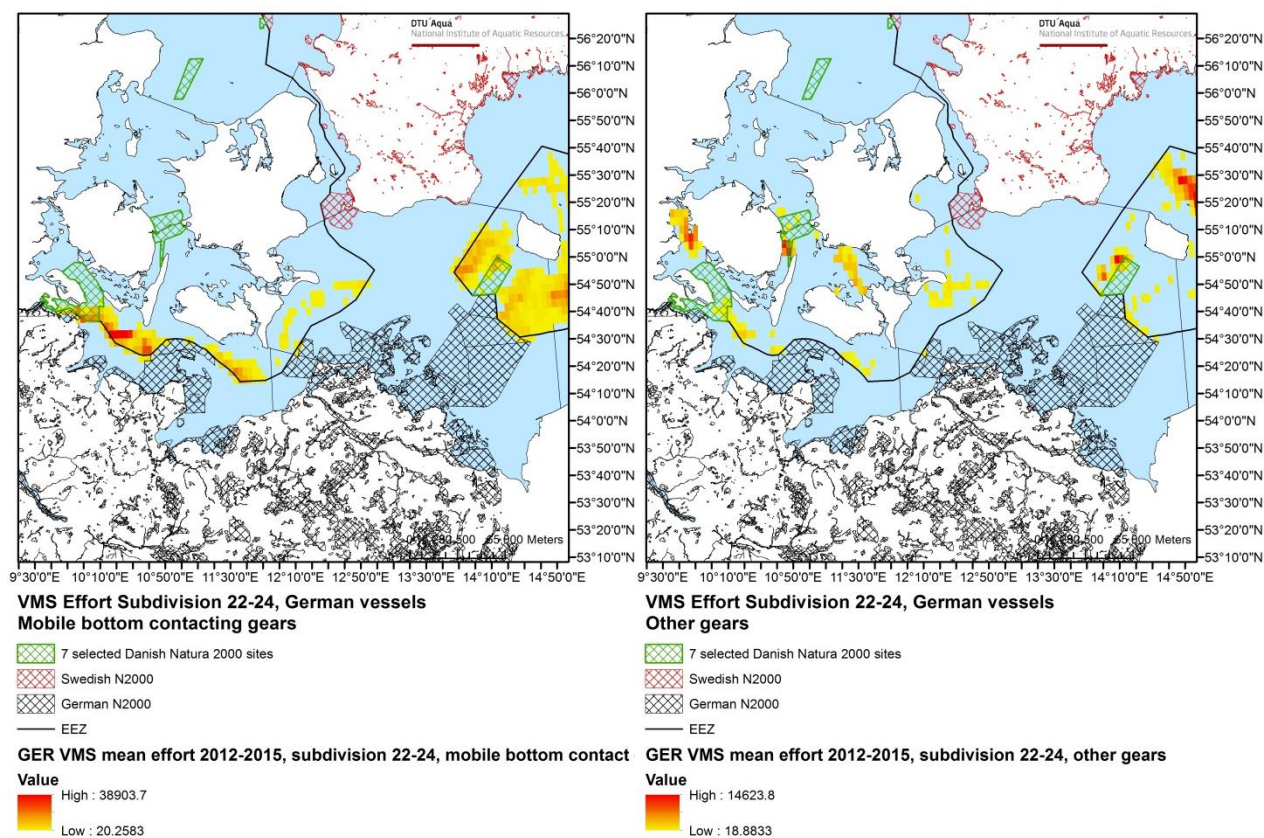 DTU Aqua
National Institute of Aquatic Resources
56°20'0"N
56°10'0"N
56°0'0"N
55°50'0"N
55°40'0"N
55°30'0"N
55°20'0"N
55°10'0"N
55°0'0"N
54°50'0"N
54°40'0"N
54°30'0"N
54°20'0"N
54°10'0"N
54°0'0"N
53°50'0"N
53°40'0"N
53°30'0"N
53°20'0"N
53°10'0"N
Meters
9°30'0"E 10°10'0"E 10°50'0"E 11°30'0"E 12°10'0"E 12°50'0"E 13°30'0"E 14°10'0"E 14°50'0"E
VMS Effort Subdivision 22-24, German vessels
Mobile bottom contacting gears
7 selected Danish Natura 2000 sites
Swedish N2000
German N2000
EEZ
GER VMS mean effort 2012-2015, subdivision 22-24, mobile bottom contact
Value
High : 38903.7
Low : 20.2583
DTU Aqua
National Institute of Aquatic Resources
56°20'0"N
56°10'0"N
56°0'0"N
55°50'0"N
55°40'0"N
55°30'0"N
55°20'0"N
55°10'0"N
55°0'0"N
54°50'0"N
54°40'0"N
54°30'0"N
54°20'0"N
54°10'0"N
54°0'0"N
53°50'0"N
53°40'0"N
53°30'0"N
53°20'0"N
53°10'0"N
Meters
9°30'0"E 10°10'0"E 10°50'0"E 11°30'0"E 12°10'0"E 12°50'0"E 13°30'0"E 14°10'0"E 14°50'0"E
VMS Effort Subdivision 22-24, German vessels
Other gears
7 selected Danish Natura 2000 sites
Swedish N2000
German N2000
EEZ
GER VMS mean effort 2012-2015, subdivision 22-24, other gears
Value
High : 14623.8
Low : 18.8833